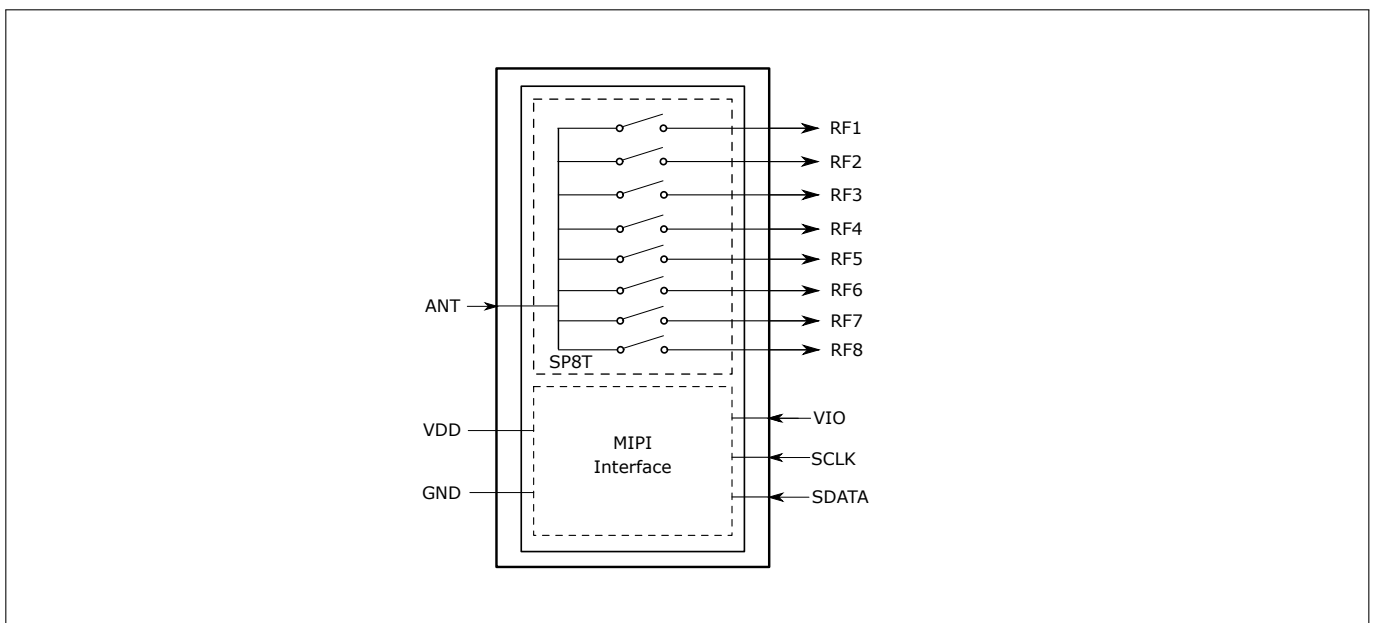 RF1
RF2
RF3
RF4
RF5
RF6
ANT
RF7
RF8
SP8T
VIO
VDD
MIPI
Interface
SCLK
GND
SDATA